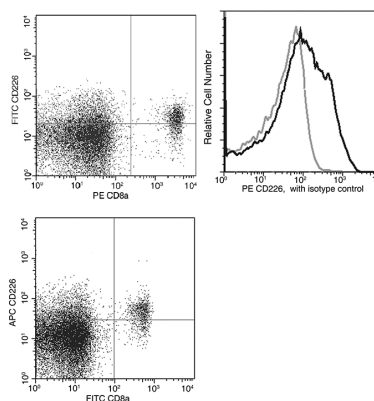 FITC CD226
10⁴
10³
10²
10¹
10⁰
10⁰ 10¹ 10² 10³ 10⁴
PE CD8a
Relative Cell Number
10⁰ 10¹ 10² 10³
PE CD226, with isotype control
APC CD226
10⁴
10³
10²
10¹
10⁰
10⁰ 10¹ 10² 10³ 10⁴
FITC CD8a